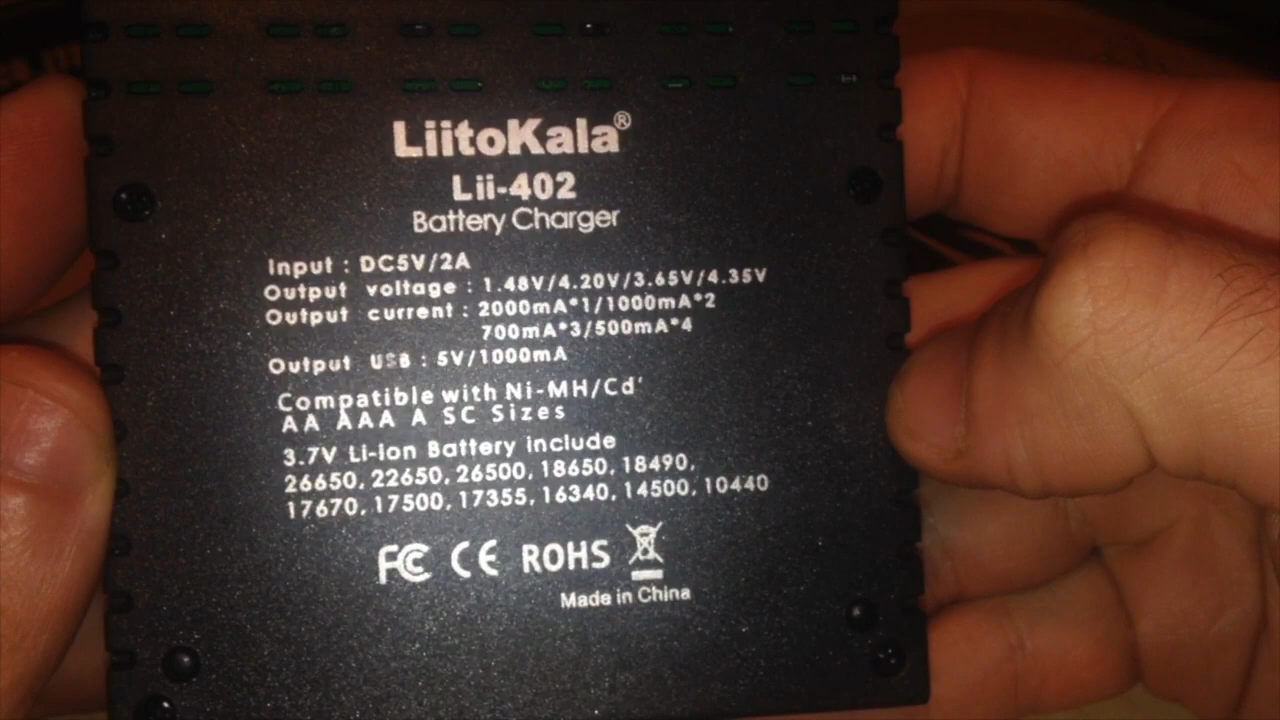 LiitoKala®
Lii-402
Battery Charger
Input : DC5V/2A
Output voltage : 1.48V/4.20V/3.65V/4.35V
Output current : 2000mA*1/1000mA*2
700mA*3/500mA*4
Output USB : 5V/1000mA
Compatible with Ni-MH/Cd'
AA AAA A SC Sizes
3.7V Li-ion Battery include
26650, 22650, 26500, 18650, 18490,
17670, 17500, 17355, 16340, 14500, 10440
FC CE ROHS
Made in China